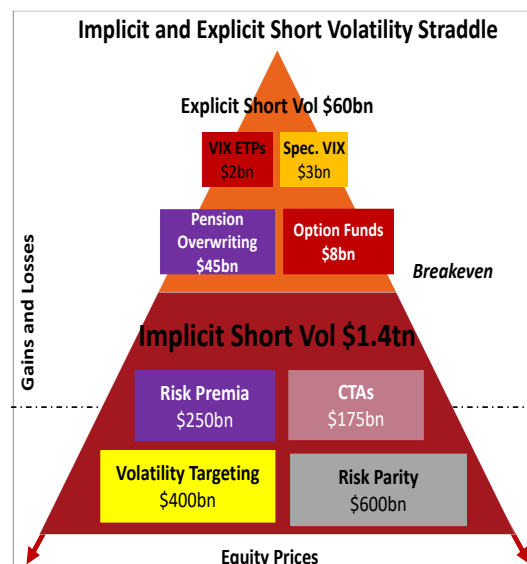 Implicit and Explicit Short Volatility Straddle
Explicit Short Vol $60bn
VIX ETPs
$2bn
Spec. VIX
$3bn
Pension
Overwriting
$45bn
Option Funds
$8bn
Breakeven
Gains and Losses
Implicit Short Vol $1.4tn
Risk Premia
$250bn
CTAs
$175bn
Volatility Targeting
$400bn
Risk Parity
$600bn
Equity Prices